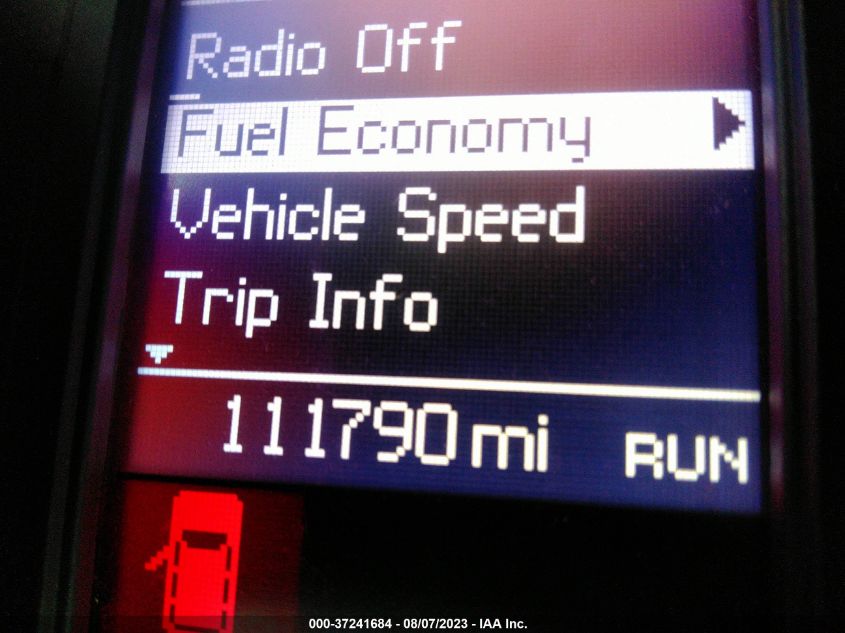 Radio Off
Fuel Economy
Vehicle Speed
Trip Info
111790 mi RUN
000-37241684 - 08/07/2023 - IAA Inc.